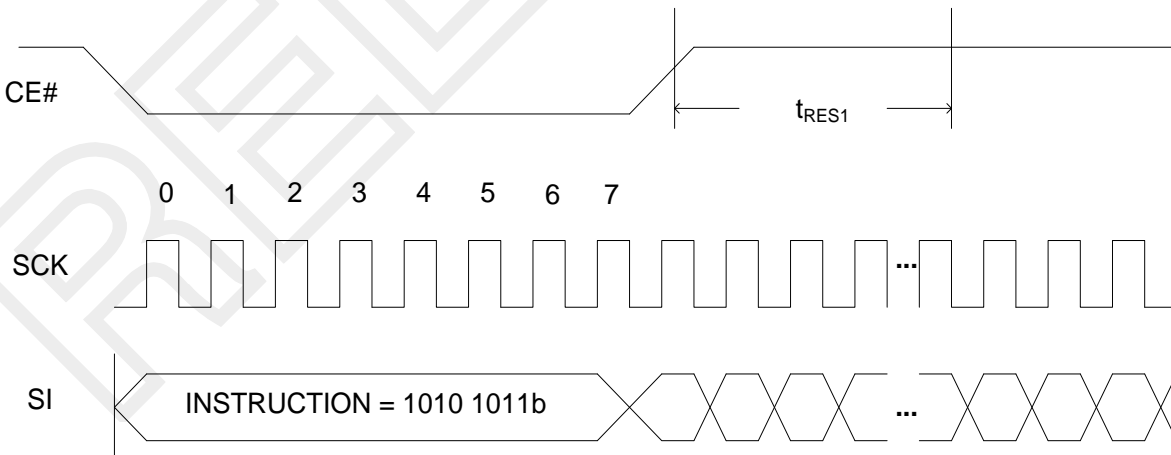 CE#
tRES1
0 1 2 3 4 5 6 7
SCK
...
SI
INSTRUCTION = 1010 1011b
...